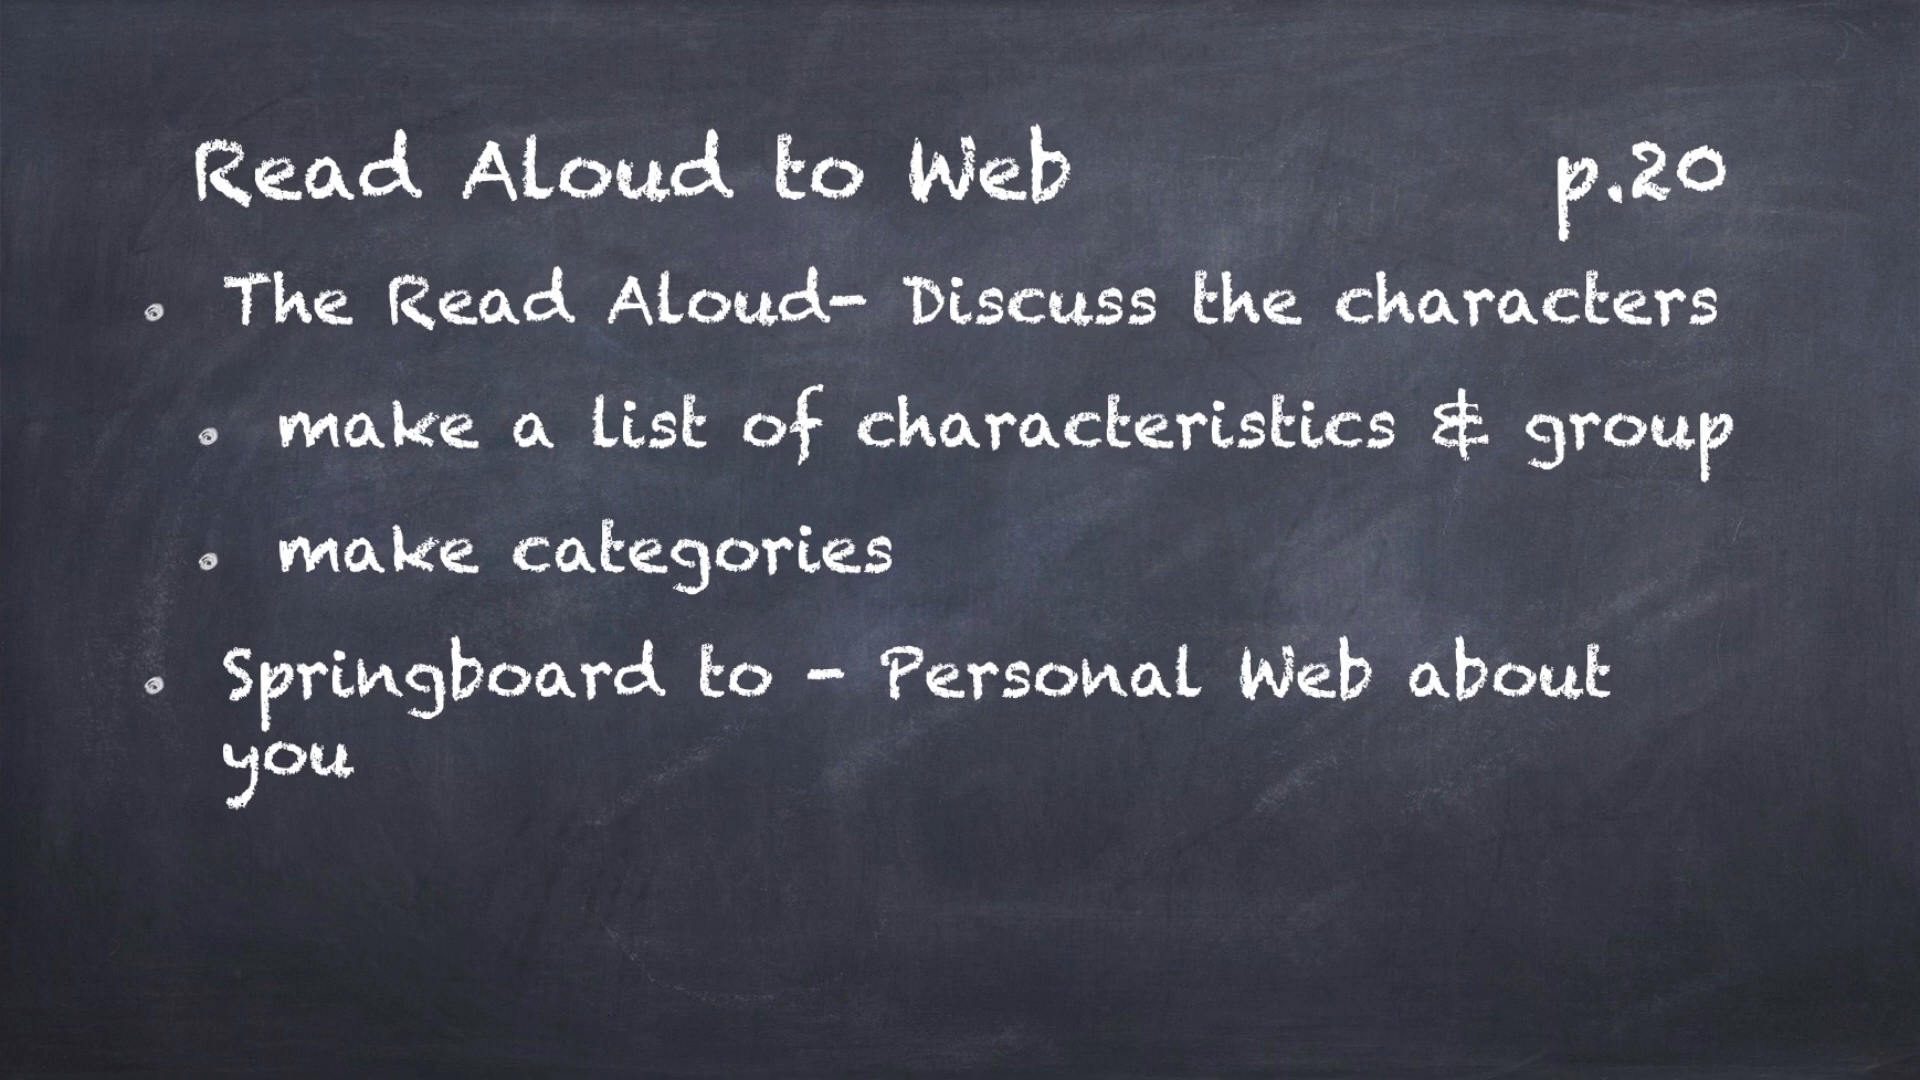 Read Aloud to Web p.20
The Read Aloud- Discuss the characters
make a list of characteristics & group
make categories
Springboard to - Personal Web about
you